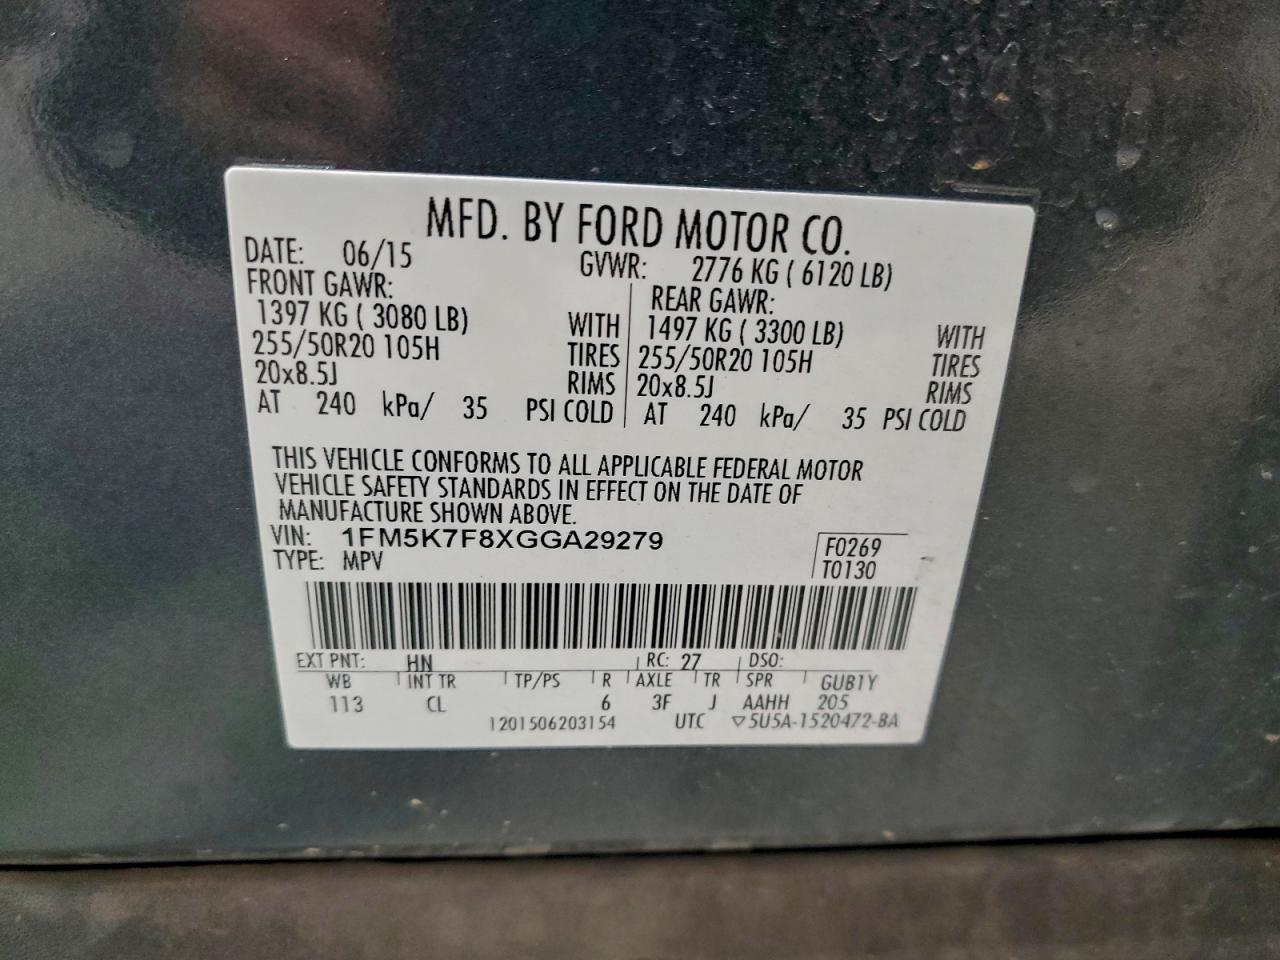 MFD. BY FORD MOTOR CO.
DATE: 06/15 GVWR: 2776 KG ( 6120 LB)
FRONT GAWR: REAR GAWR:
1397 KG ( 3080 LB) WITH 1497 KG ( 3300 LB) WITH
255/50R20 105H TIRES 255/50R20 105H TIRES
20x8.5J RIMS 20x8.5J RIMS
AT 240 kPa/ 35 PSI COLD AT 240 kPa/ 35 PSI COLD
THIS VEHICLE CONFORMS TO ALL APPLICABLE FEDERAL MOTOR
VEHICLE SAFETY STANDARDS IN EFFECT ON THE DATE OF
MANUFACTURE SHOWN ABOVE.
VIN: 1FM5K7F8XGGA29279 F0269
TYPE: MPV T0130
EXT PNT: HN RC: 27 DSO:
WB INT TR TP/PS R AXLE TR SPR GUB1Y
113 CL 6 3F J AAHH 205
1201506203154 UTC ▽5U5A-1520472-BA